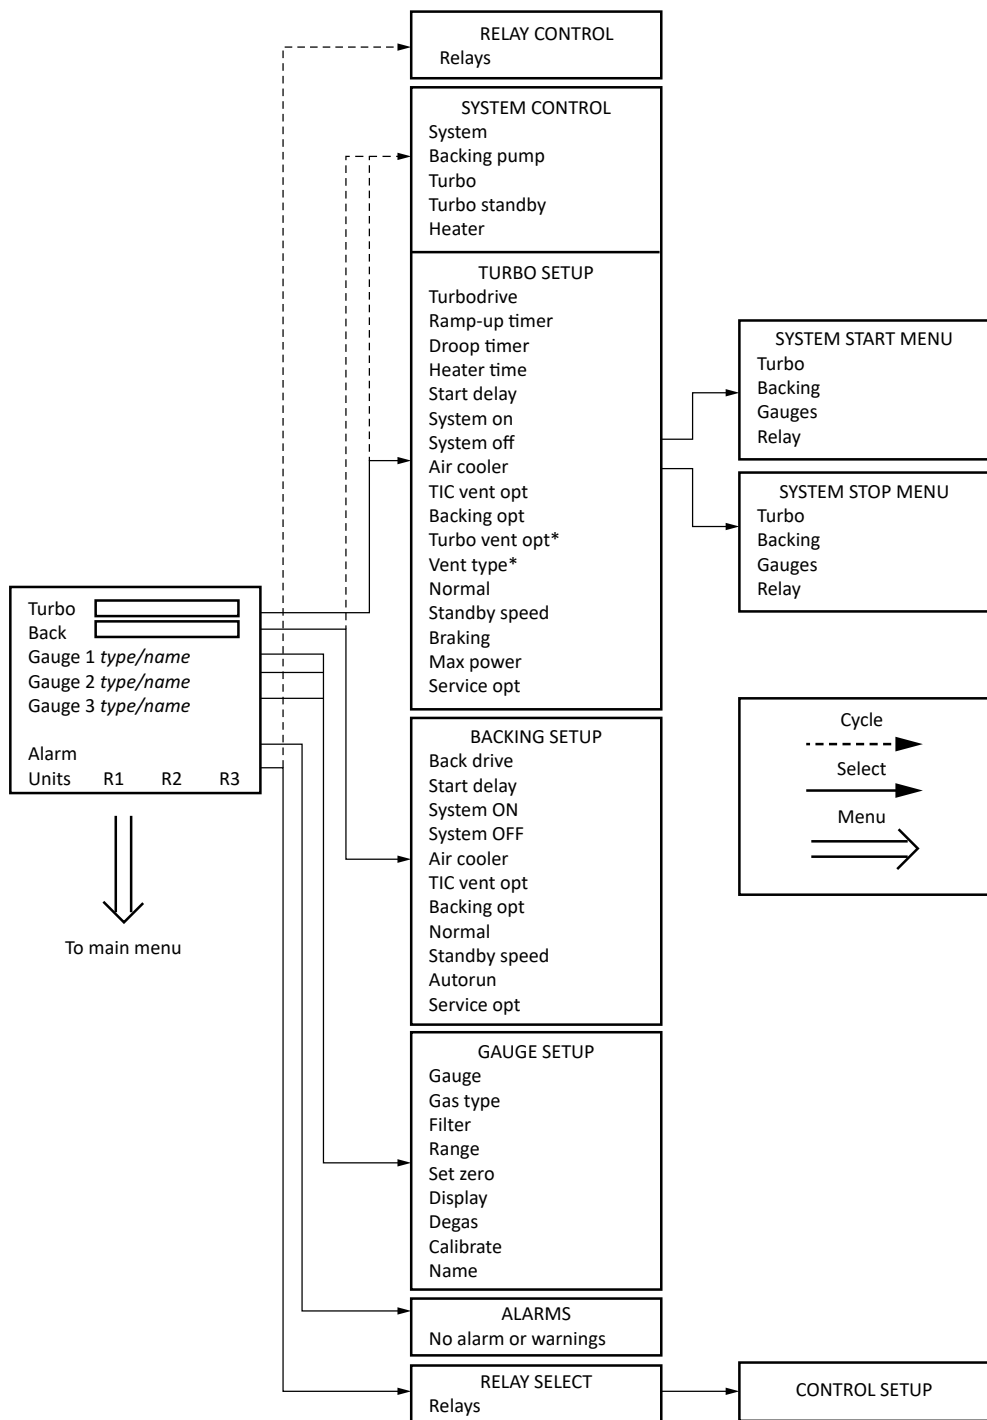 RELAY CONTROL
Relays
SYSTEM CONTROL
System
Backing pump
Turbo
Turbo standby
Heater
TURBO SETUP
Turbodrive
Ramp-up timer
Droop timer
Heater time
Start delay
System on
System off
Air cooler
TIC vent opt
Backing opt
Turbo vent opt*
Vent type*
Normal
Standby speed
Braking
Max power
Service opt
SYSTEM START MENU
Turbo
Backing
Gauges
Relay
SYSTEM STOP MENU
Turbo
Backing
Gauges
Relay
Turbo
Back
Gauge 1 type/name
Gauge 2 type/name
Gauge 3 type/name
Alarm
Units R1 R2 R3
To main menu
BACKING SETUP
Back drive
Start delay
System ON
System OFF
Air cooler
TIC vent opt
Backing opt
Normal
Standby speed
Autorun
Service opt
Cycle
Select
Menu
GAUGE SETUP
Gauge
Gas type
Filter
Range
Set zero
Display
Degas
Calibrate
Name
ALARMS
No alarm or warnings
RELAY SELECT
Relays
CONTROL SETUP